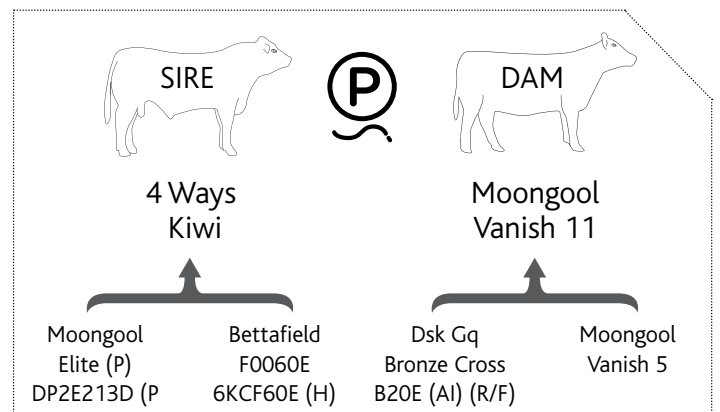 SIRE
P
DAM
4 Ways
Kiwi
Moongool
Vanish 11
Moongool
Elite (P)
DP2E213D (P
Bettafield
F0060E
6KCF60E (H)
Dsk Gq
Bronze Cross
B20E (AI) (R/F)
Moongool
Vanish 5